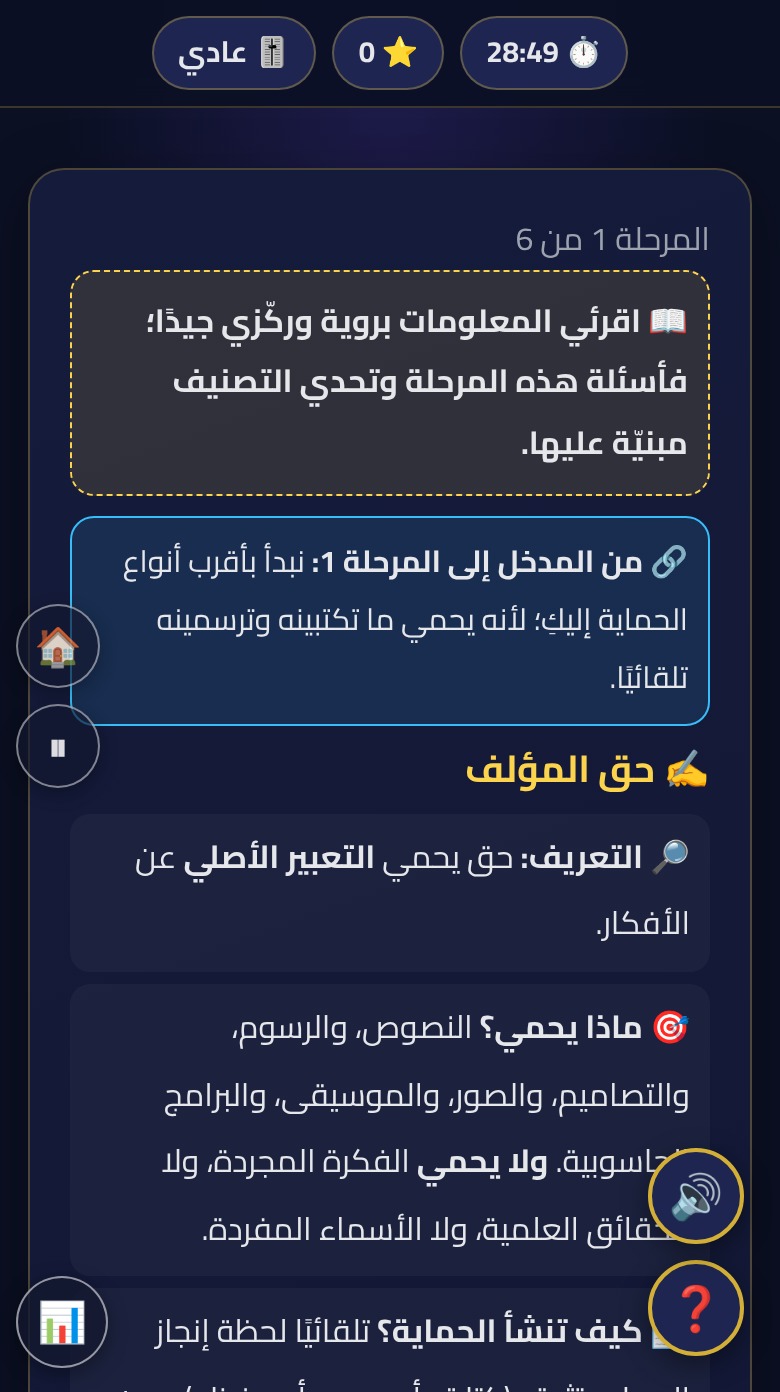 28:49
0
عادي
المرحلة 1 من 6
اقرئي المعلومات بروية وركّزي جيدًا؛
فأسئلة هذه المرحلة وتحدي التصنيف
مبنيّة عليها.
من المدخل إلى المرحلة 1: نبدأ بأقرب أنواع
الحماية إليكِ؛ لأنه يحمي ما تكتبينه وترسمينه
تلقائيًا.
حق المؤلف
التعريف: حق يحمي التعبير الأصلي عن
الأفكار.
ماذا يحمي؟ النصوص، والرسوم،
والتصاميم، والصور، والموسيقى، والبرامج
ولا يحمي الفكرة المجردة، ولا
العلمية، ولا الأسماء المفردة.
كيف تنشأ الحماية؟ تلقائيًا لحظة إنجاز